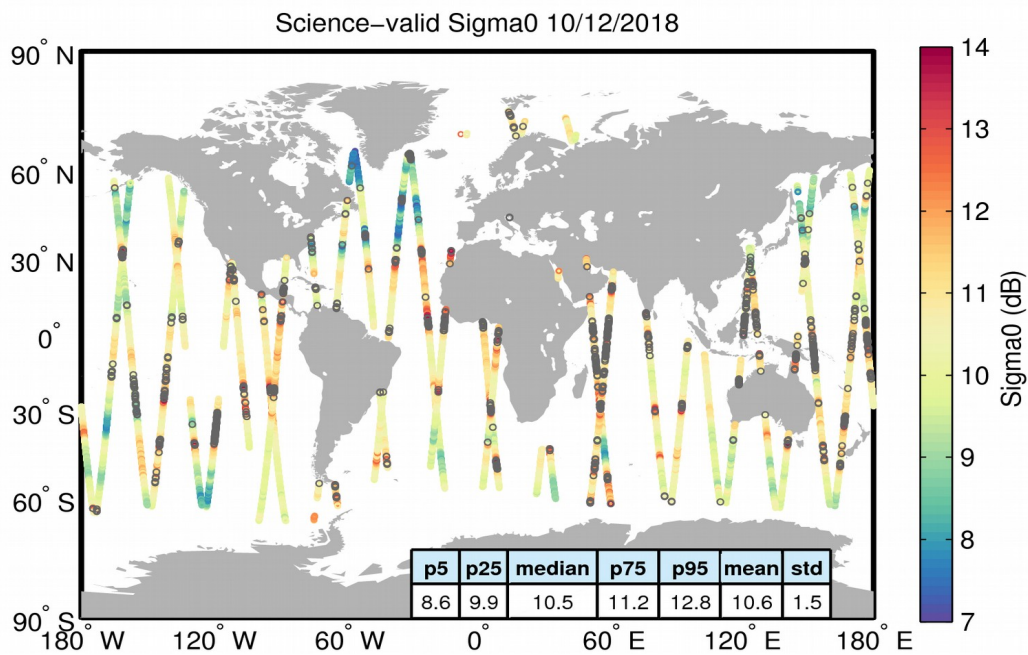 Science−valid Sigma0 10/12/2018
90° N
60° N
30° N
0°
30° S
60° S
90° S
180° W
120° W
60° W
0°
60° E
120° E
180° E
p5 p25 median p75 p95 mean std
8.6 9.9 10.5 11.2 12.8 10.6 1.5
14
13
12
11
10
9
8
7
Sigma0 (dB)